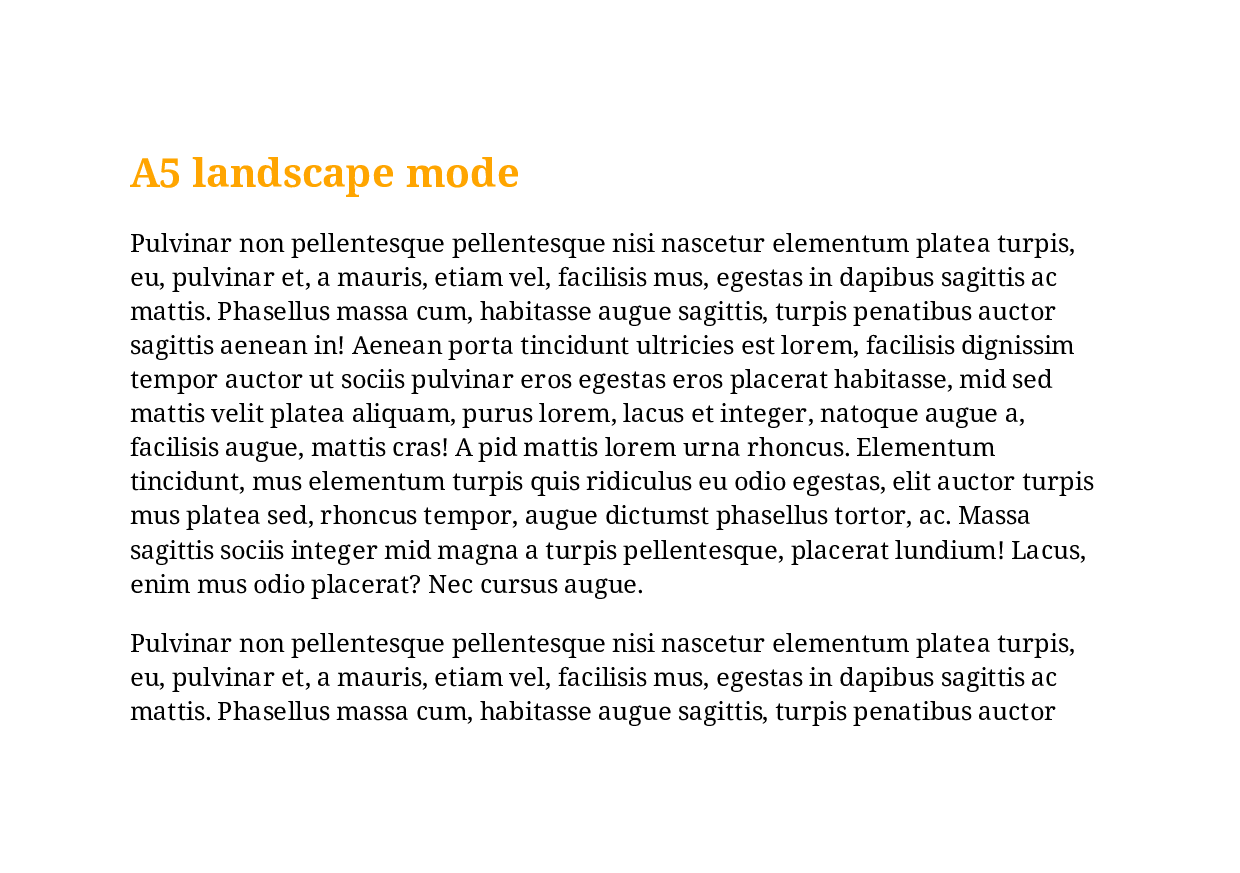 A5 landscape mode
Pulvinar non pellentesque pellentesque nisi nascetur elementum platea turpis,
eu, pulvinar et, a mauris, etiam vel, facilisis mus, egestas in dapibus sagittis ac
mattis. Phasellus massa cum, habitasse augue sagittis, turpis penatibus auctor
sagittis aenean in! Aenean porta tincidunt ultricies est lorem, facilisis dignissim
tempor auctor ut sociis pulvinar eros egestas eros placerat habitasse, mid sed
mattis velit platea aliquam, purus lorem, lacus et integer, natoque augue a,
facilisis augue, mattis cras! A pid mattis lorem urna rhoncus. Elementum
tincidunt, mus elementum turpis quis ridiculus eu odio egestas, elit auctor turpis
mus platea sed, rhoncus tempor, augue dictumst phasellus tortor, ac. Massa
sagittis sociis integer mid magna a turpis pellentesque, placerat lundium! Lacus,
enim mus odio placerat? Nec cursus augue.
Pulvinar non pellentesque pellentesque nisi nascetur elementum platea turpis,
eu, pulvinar et, a mauris, etiam vel, facilisis mus, egestas in dapibus sagittis ac
mattis. Phasellus massa cum, habitasse augue sagittis, turpis penatibus auctor